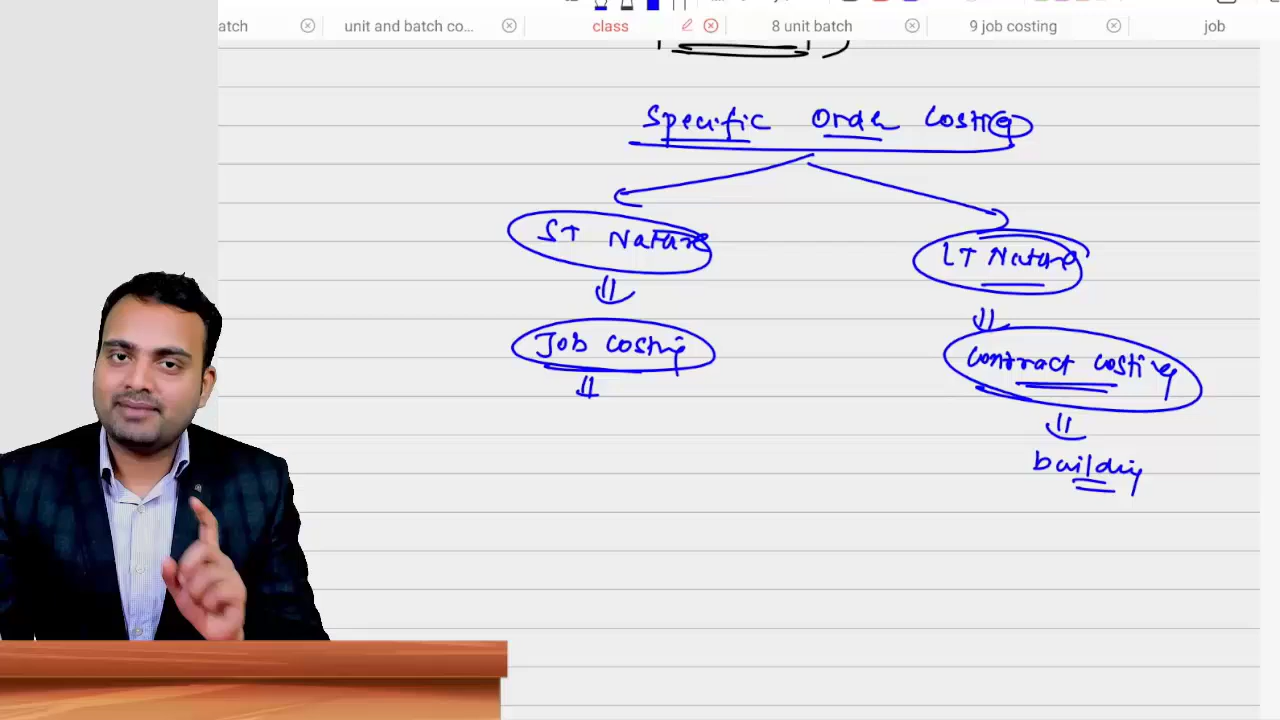 atch
unit and batch co...
class
8 unit batch
9 job costing
job
Specific Order Costing
ST Nature
LT Nature
Job Costing
Contract Costing
building